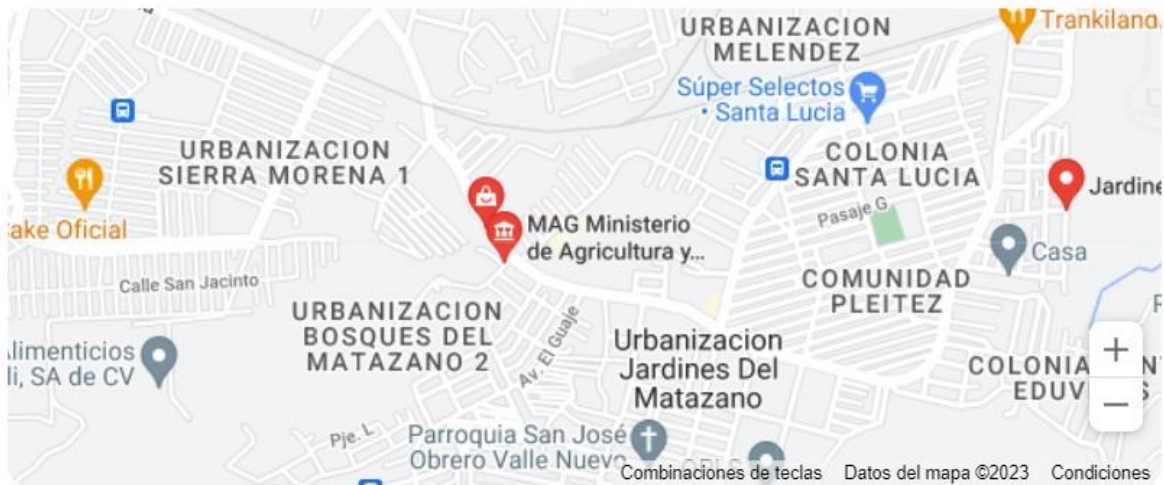 Trankiland
URBANIZACION
MELENDEZ
Súper Selectos
• Santa Lucia
URBANIZACION
SIERRA MORENA 1
COLONIA
SANTA LUCIA
Pasaje G
Jardine
ake Oficial
MAG Ministerio
de Agricultura y...
Casa
Calle San Jacinto
COMUNIDAD
PLEITEZ
URBANIZACION
BOSQUES DEL
MATAZANO 2
Av. El Guaje
Urbanizacion
Jardines Del
Matazano
limenticios
li, SA de CV
COLONIA
EDUV
Pje. L
Parroquia San José
Obrero Valle Nuevo
Combinaciones de teclas Datos del mapa ©2023 Condiciones